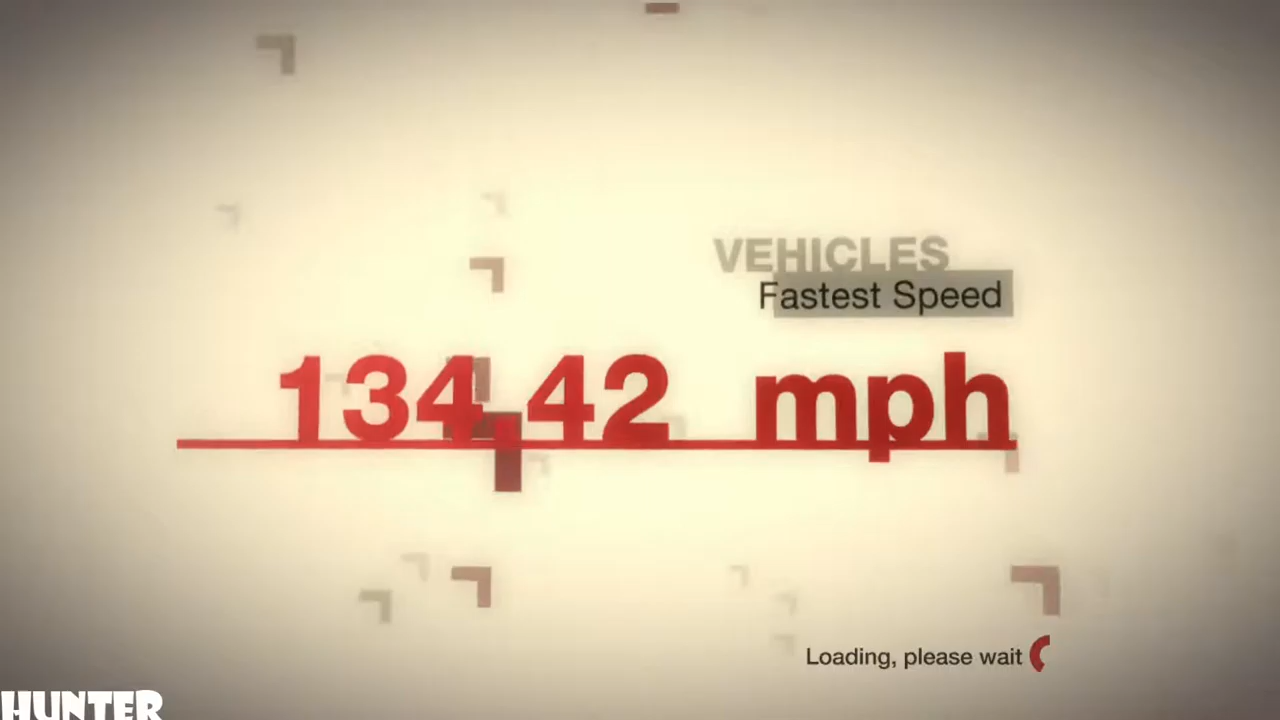 VEHICLES
Fastest Speed
134.42 mph
Loading, please wait
HUNTER